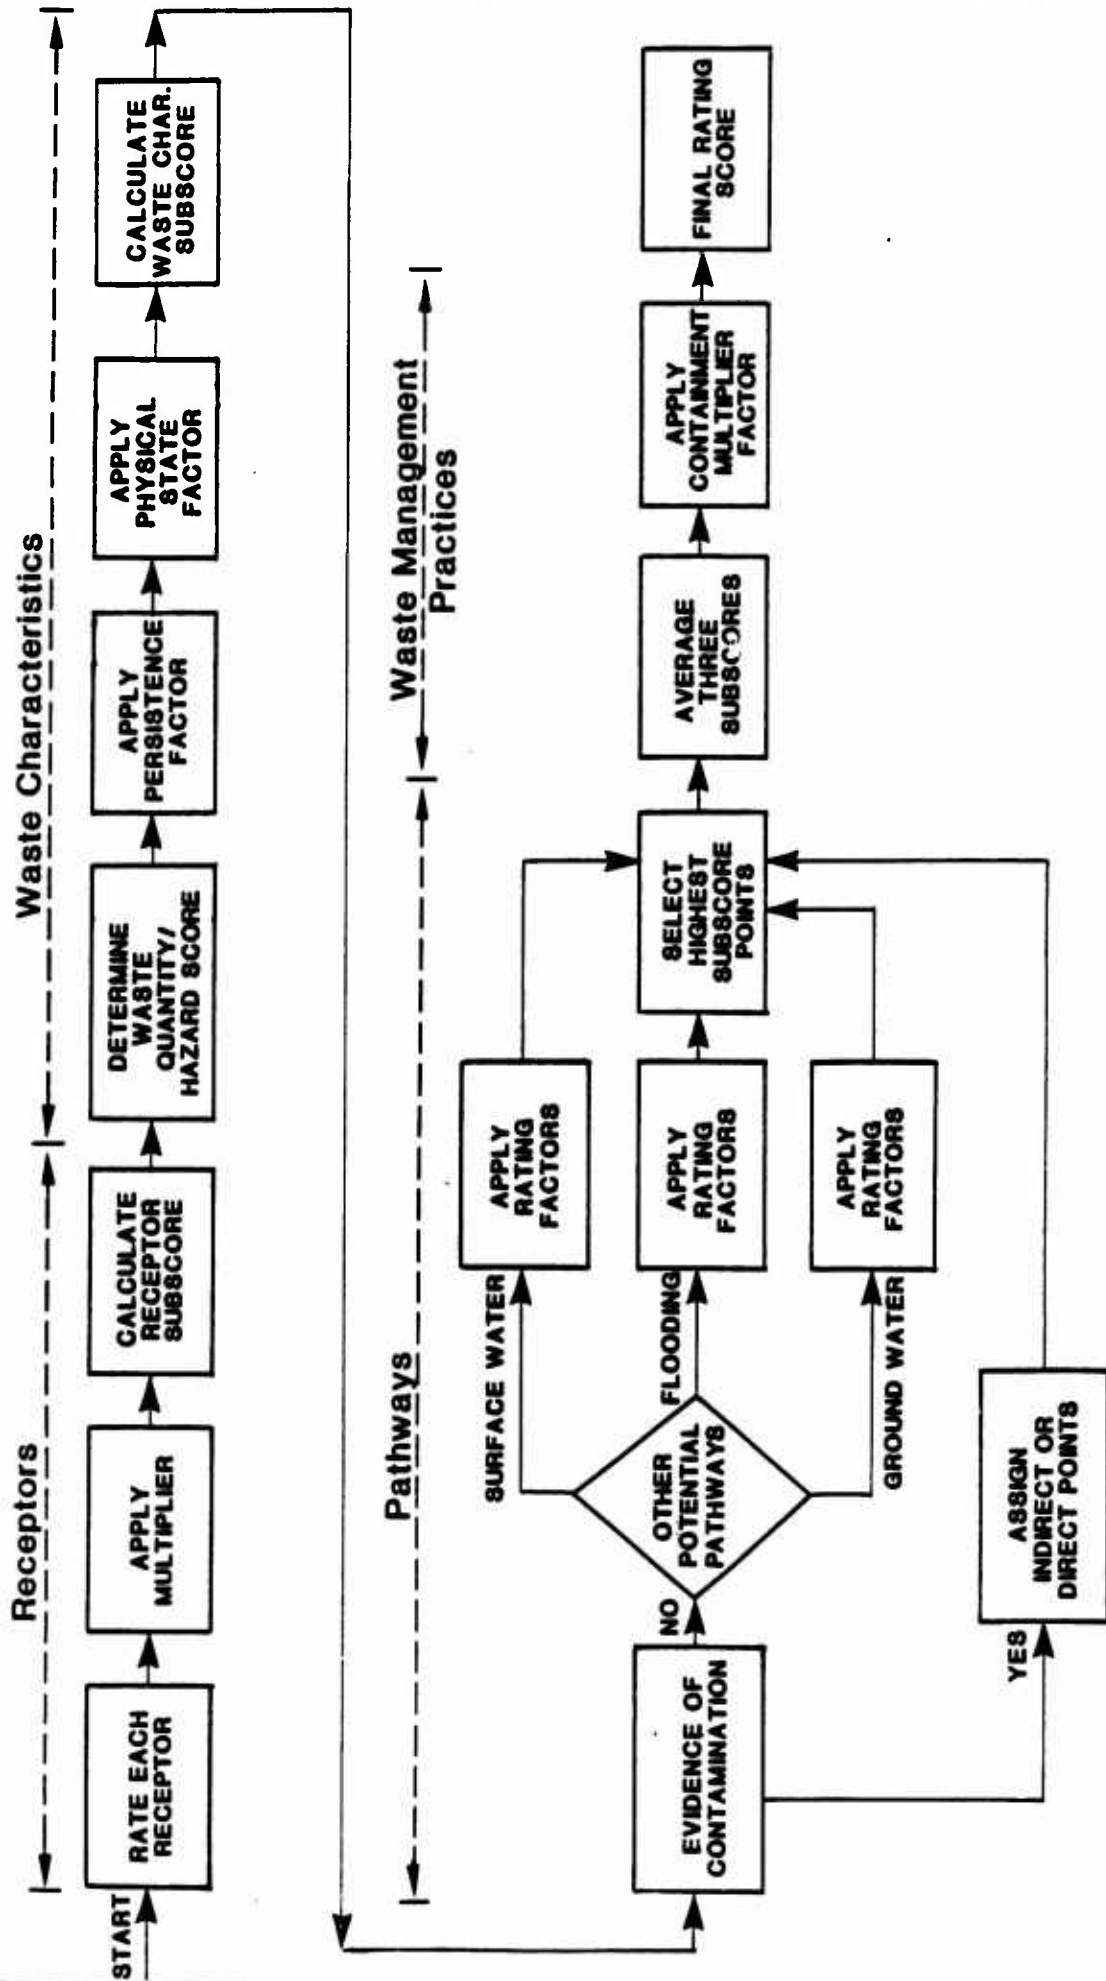 Receptors
Waste Characteristics
START
RATE EACH
RECEPTOR
APPLY
MULTIPLIER
CALCULATE
RECEPTOR
SUBSCORE
DETERMINE
WASTE
QUANTITY/
HAZARD SCORE
APPLY
PERSISTENCE
FACTOR
APPLY
PHYSICAL
STATE
FACTOR
CALCULATE
WASTE CHAR.
SUBSCORE
Pathways
Waste Management
Practices
EVIDENCE OF
CONTAMINATION
NO
YES
OTHER
POTENTIAL
PATHWAYS
SURFACE WATER
FLOODING
GROUND WATER
APPLY
RATING
FACTORS
APPLY
RATING
FACTORS
APPLY
RATING
FACTORS
ASSIGN
INDIRECT OR
DIRECT POINTS
SELECT
HIGHEST
SUBSCORE
POINTS
AVERAGE
THREE
SUBSCORES
APPLY
CONTAINMENT
MULTIPLIER
FACTOR
FINAL RATING
SCORE